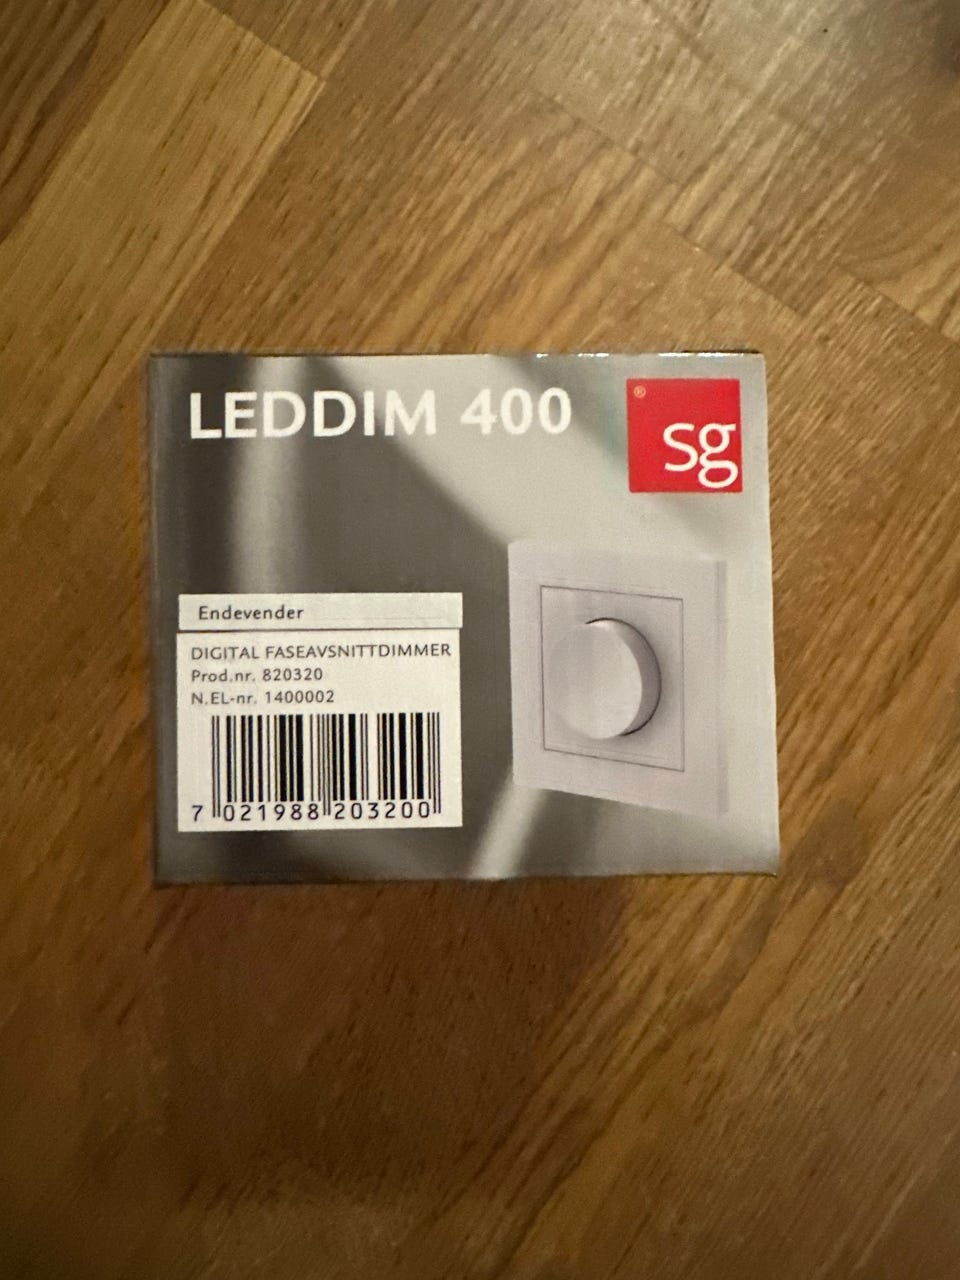 LEDDIM 400
® sg
Endevender
DIGITAL FASEAVSNITTDIMMER
Prod.nr. 820320
N.EL-nr. 1400002
7 021988 203200